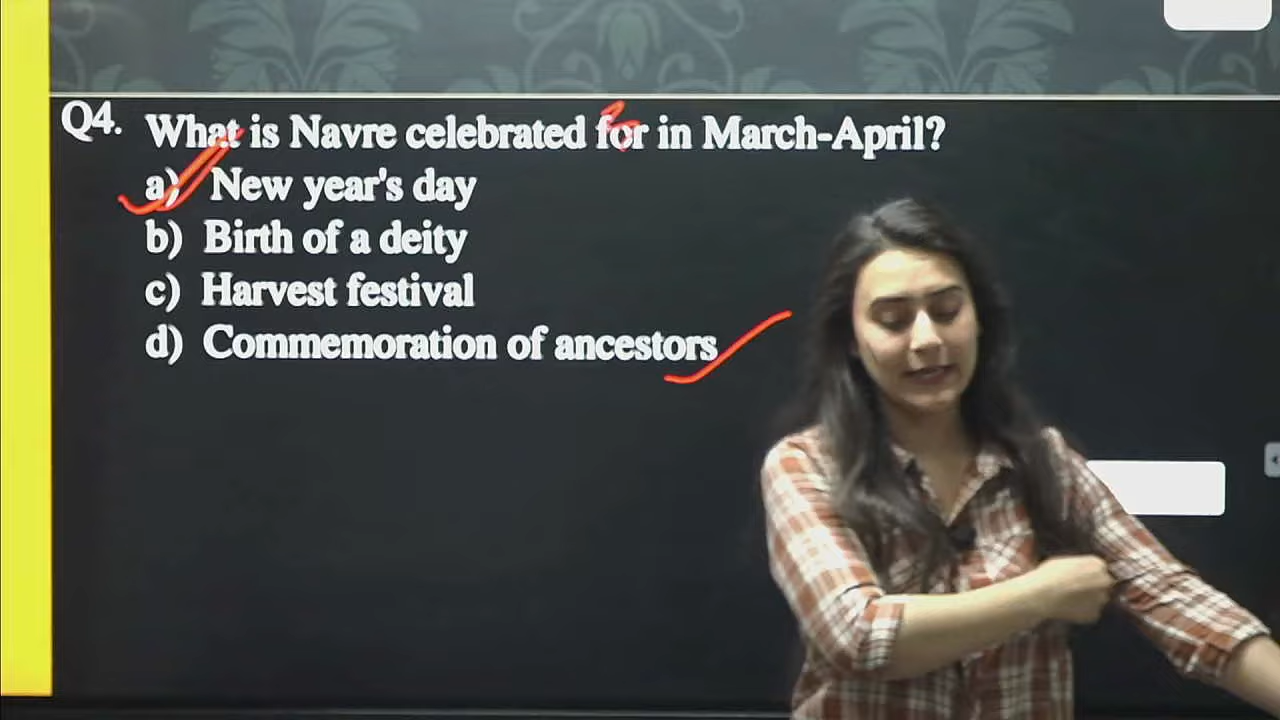 Q4. What is Navre celebrated for in March-April?
a) New year's day
b) Birth of a deity
c) Harvest festival
d) Commemoration of ancestors